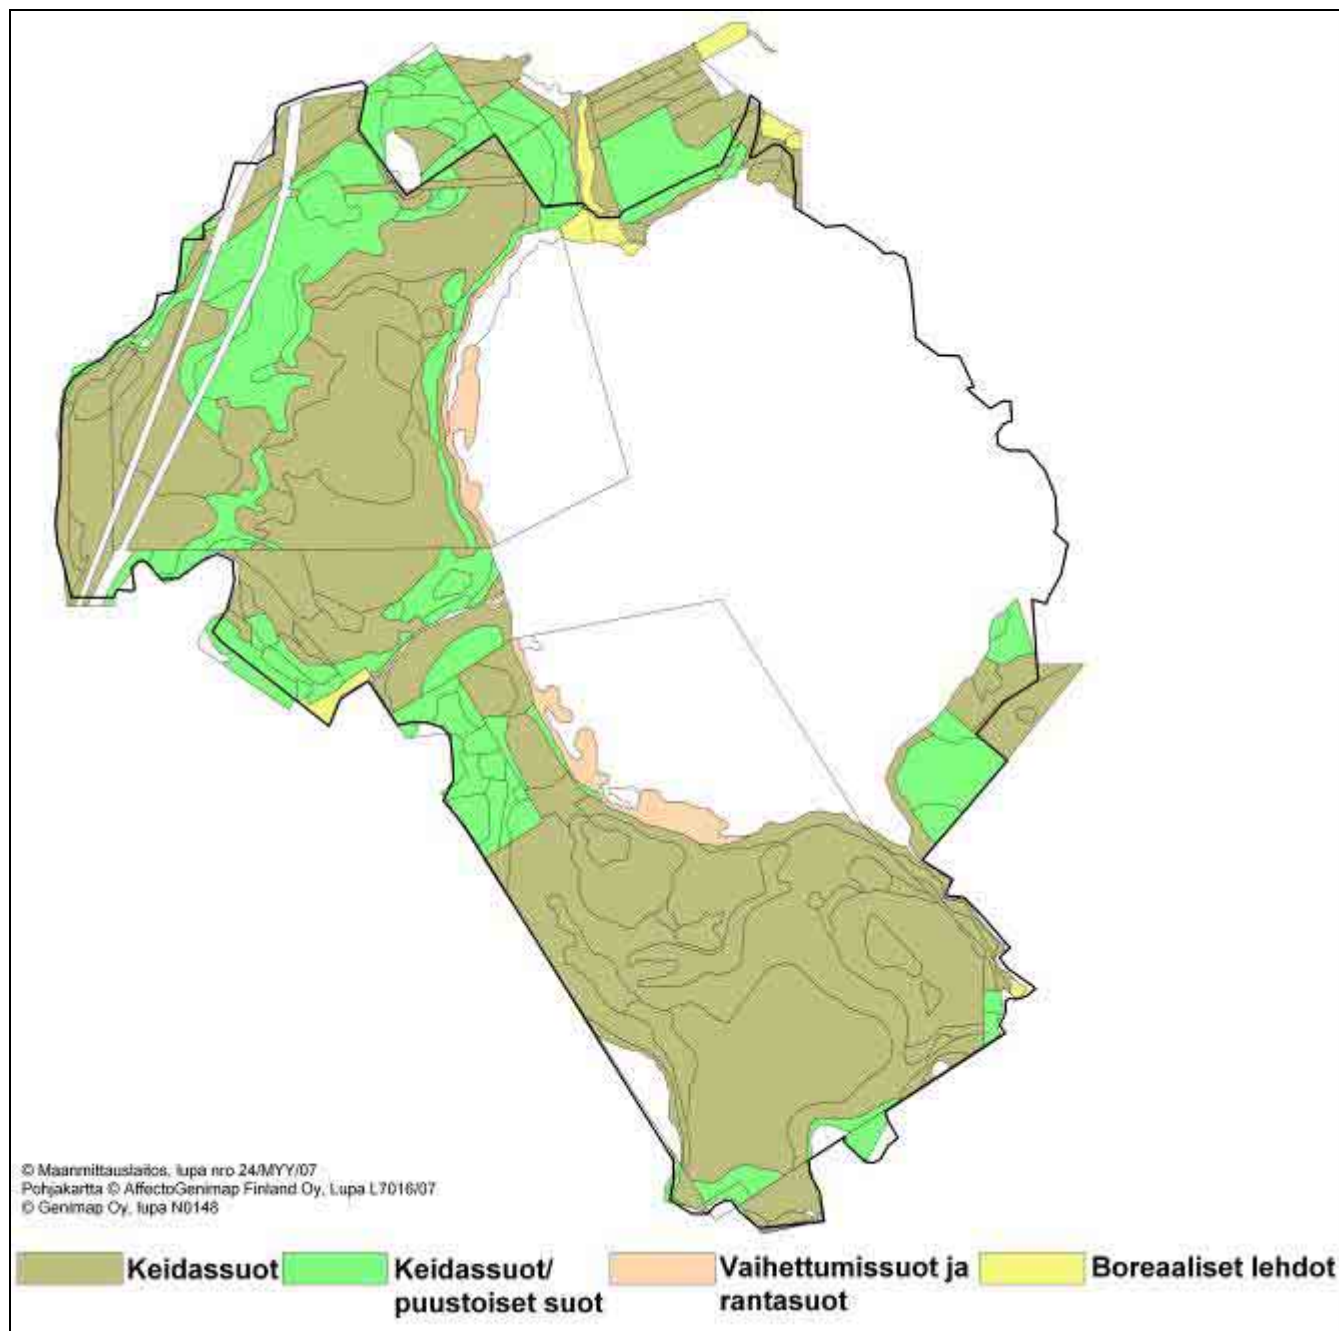 © Maanmittauslaitos, lupa nro 24/MYY/07
Pohjakartta © AffectoGenimap Finland Oy, Lupa L7016/07
© Genimap Oy, lupa N0148
Keidassuot
Keidassuot/
puustoiset suot
Vaihettumissuot ja
rantasuot
Boreaaliset lehdot